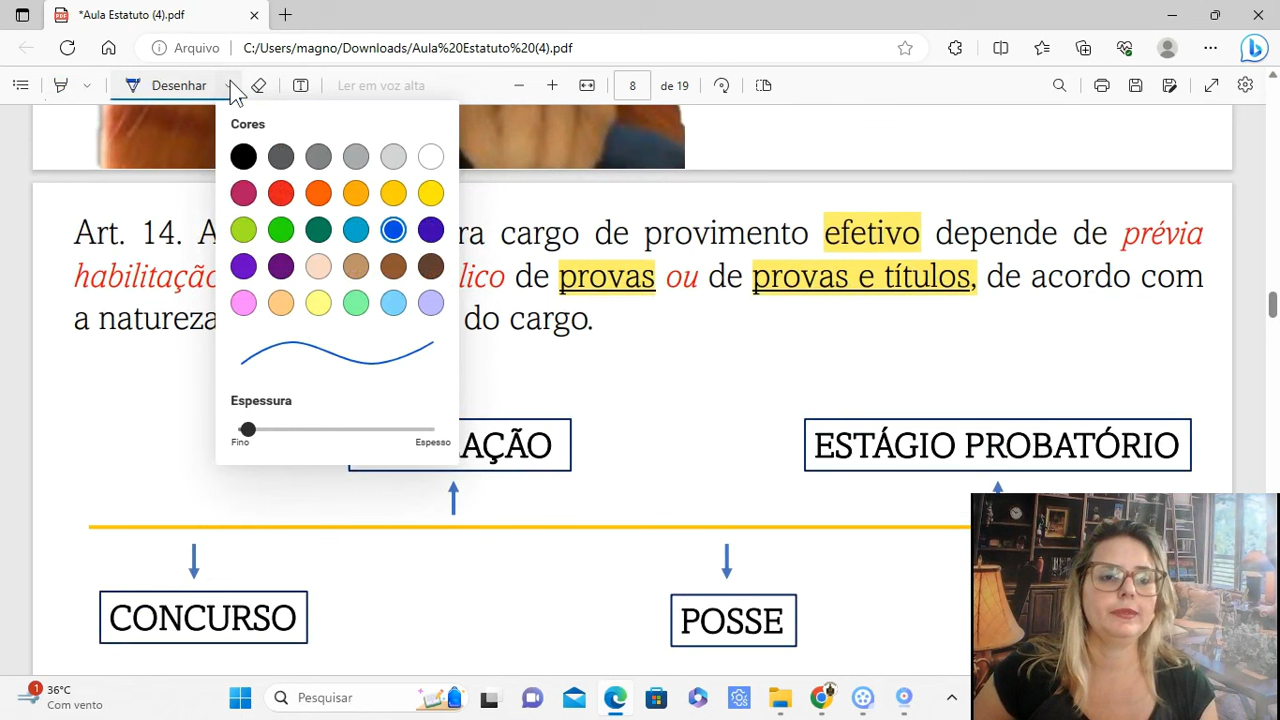 *Aula Estatuto (4).pdf
Arquivo
C:/Users/magno/Downloads/Aula%20Estatuto%20(4).pdf
Desenhar
Ler em voz alta
8
de 19
Cores
Espessura
Fino
Espesso
Art. 14. A ra cargo de provimento efetivo depende de prévia
habilitação lico de provas ou de provas e títulos, de acordo com
a natureza do cargo.
AÇÃO
ESTÁGIO PROBATÓRIO
CONCURSO
POSSE
1
36°C
Com vento
Pesquisar